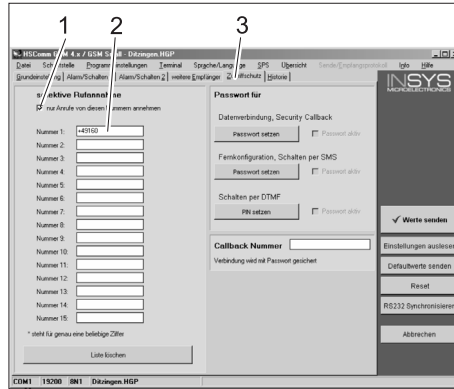 1 2 3
HSComm GSM 4.x / GSM Small - Ditzingen.HGP
Datei Schnittstelle Programmeinstellungen Terminal Sprache/Language SPS Übersicht Sende/Empfangsprotokoll Info Hilfe
Grundeinstellung Alarm/Schalten 1 Alarm/Schalten 2 weitere Empfänger Zugriffschutz Historie
selektive Rufannahme
nur Anrufe von diesen Nummern annehmen
Nummer 1: +49160
Nummer 2:
Nummer 3:
Nummer 4:
Nummer 5:
Nummer 6:
Nummer 7:
Nummer 8:
Nummer 9:
Nummer 10:
Nummer 11:
Nummer 12:
Nummer 13:
Nummer 14:
Nummer 15:
* steht für genau eine beliebige Ziffer
Liste löschen
Passwort für
Datenverbindung, Security Callback
Passwort setzen Passwort aktiv
Fernkonfiguration, Schalten per SMS
Passwort setzen Passwort aktiv
Schalten per DTMF
PIN setzen Passwort aktiv
Callback Nummer
Verbindung wird mit Passwort gesichert
INSYS
MICROELECTRONICS
Werte senden
Einstellungen auslesen
Defaultwerte senden
Reset
RS232 Synchronisieren
Abbrechen
COM1 19200 8N1 Ditzingen.HGP